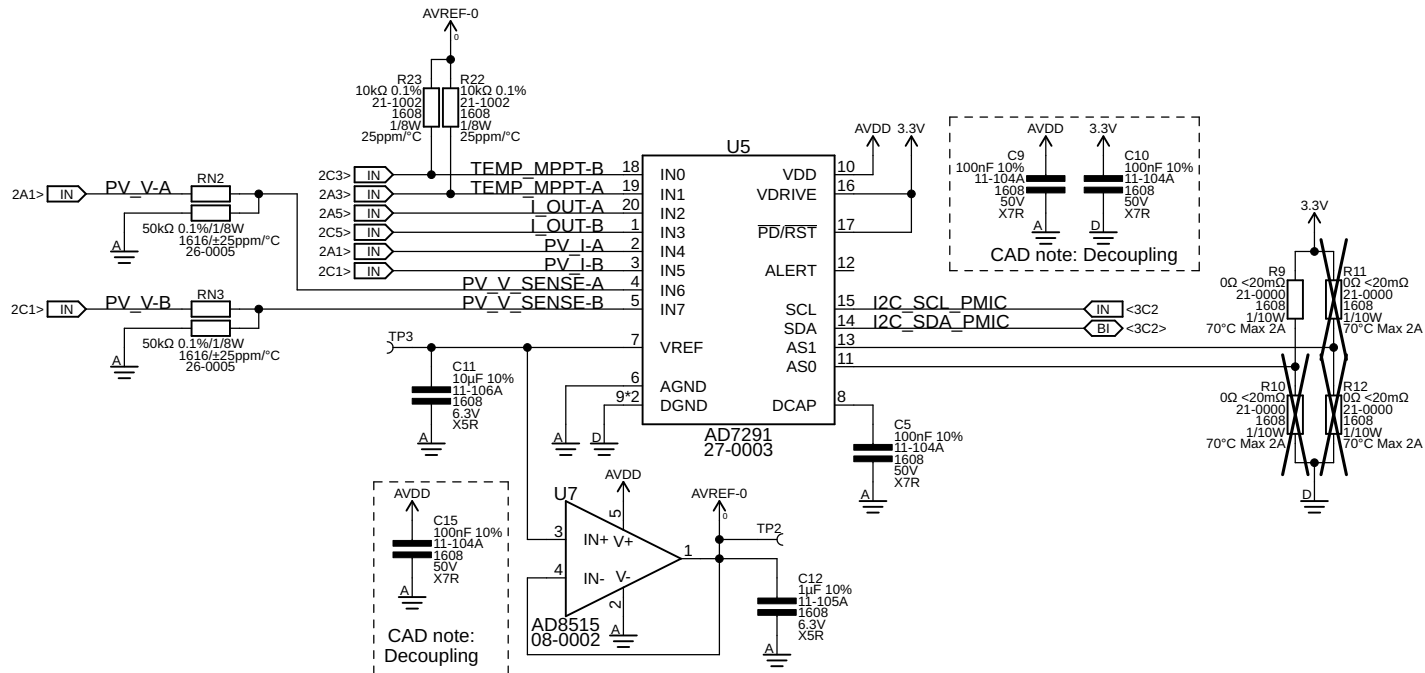 AVREF-0
0
R23
10kΩ 0.1%
21-1002
1608
1/8W
25ppm/°C
R22
10kΩ 0.1%
21-1002
1608
1/8W
25ppm/°C
2A1> IN PV_V-A
RN2
50kΩ 0.1%/1/8W
1616/±25ppm/°C
26-0005
A
2C1> IN PV_V-B
RN3
50kΩ 0.1%/1/8W
1616/±25ppm/°C
26-0005
A
2C3> IN TEMP_MPPT-B 18 IN0
2A3> IN TEMP_MPPT-A 19 IN1
2A5> IN I_OUT-A 20 IN2
2C5> IN I_OUT-B 1 IN3
2A1> IN PV_I-A 2 IN4
2C1> IN PV_I-B 3 IN5
PV_V_SENSE-A 4 IN6
PV_V_SENSE-B 5 IN7
TP3
7 VREF
6 AGND
9*2 DGND
A
D
U5
AD7291
27-0003
VDD 10
VDRIVE 16
PD/RST 17
ALERT 12
SCL 15 I2C_SCL_PMIC IN <3C2
SDA 14 I2C_SDA_PMIC BI <3C2>
AS1 13
AS0 11
DCAP 8
AVDD 3.3V
C11
10µF 10%
11-106A
1608
6.3V
X5R
A
C5
100nF 10%
11-104A
1608
50V
X7R
A
AVDD
C9
100nF 10%
11-104A
1608
50V
X7R
A
3.3V
C10
100nF 10%
11-104A
1608
50V
X7R
D
CAD note: Decoupling
3.3V
R9
0Ω <20mΩ
21-0000
1608
1/10W
70°C Max 2A
R11
0Ω <20mΩ
21-0000
1608
1/10W
70°C Max 2A
R10
0Ω <20mΩ
21-0000
1608
1/10W
70°C Max 2A
R12
0Ω <20mΩ
21-0000
1608
1/10W
70°C Max 2A
D
AVDD
C15
100nF 10%
11-104A
1608
50V
X7R
A
CAD note:
Decoupling
U7
AVDD
5
3 IN+ V+
4 IN- V-
1
2
A
AD8515
08-0002
AVREF-0
0
TP2
C12
1µF 10%
11-105A
1608
6.3V
X5R
A